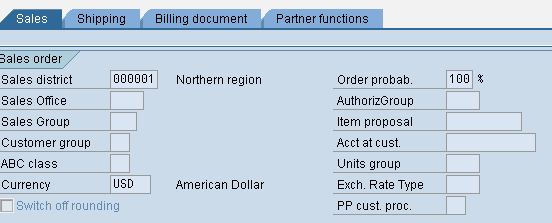 Sales Shipping Billing document Partner functions
Sales order
Sales district 000001 Northern region Order probab. 100 %
Sales Office AuthorizGroup
Sales Group Item proposal
Customer group Acct at cust.
ABC class Units group
Currency USD American Dollar Exch. Rate Type
Switch off rounding PP cust. proc.